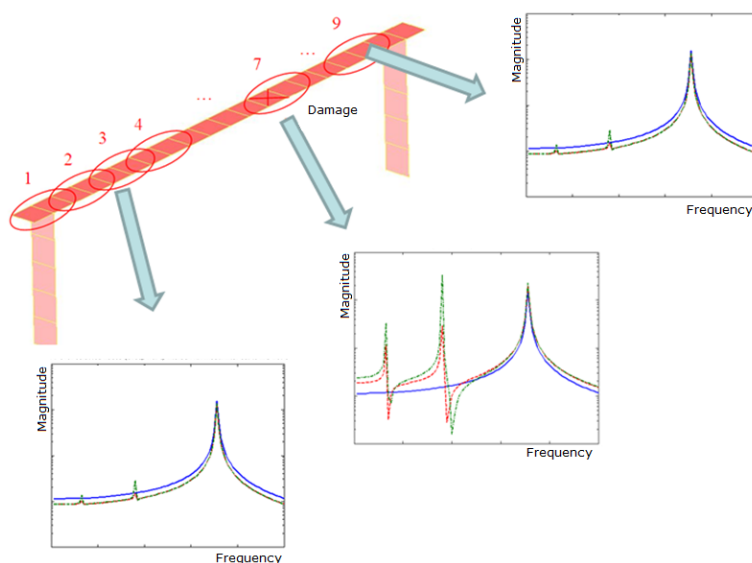 9
...
7
Damage
...
4
3
2
1
Magnitude
Frequency
Magnitude
Frequency
Magnitude
Frequency